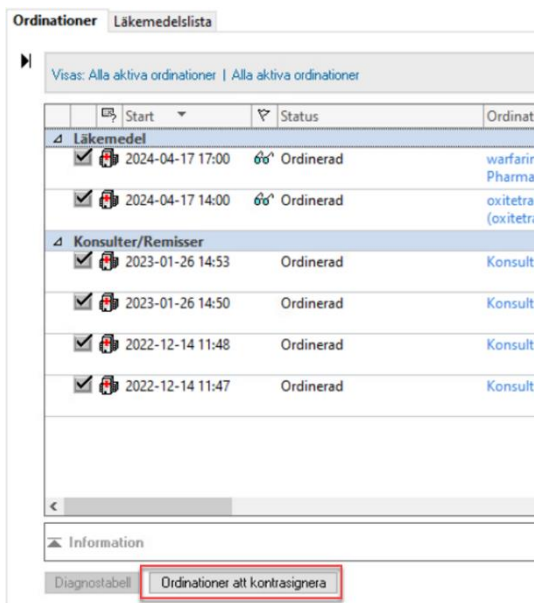 Ordinationer Läkemedelslista
Visas: Alla aktiva ordinationer | Alla aktiva ordinationer
Start Status Ordinat
Läkemedel
2024-04-17 17:00 Ordinerad warfarin
Pharma
2024-04-17 14:00 Ordinerad oxitetra
(oxitetra
Konsulter/Remisser
2023-01-26 14:53 Ordinerad Konsult
2023-01-26 14:50 Ordinerad Konsult
2022-12-14 11:48 Ordinerad Konsult
2022-12-14 11:47 Ordinerad Konsult
Information
Diagnostabell Ordinationer att kontrasignera